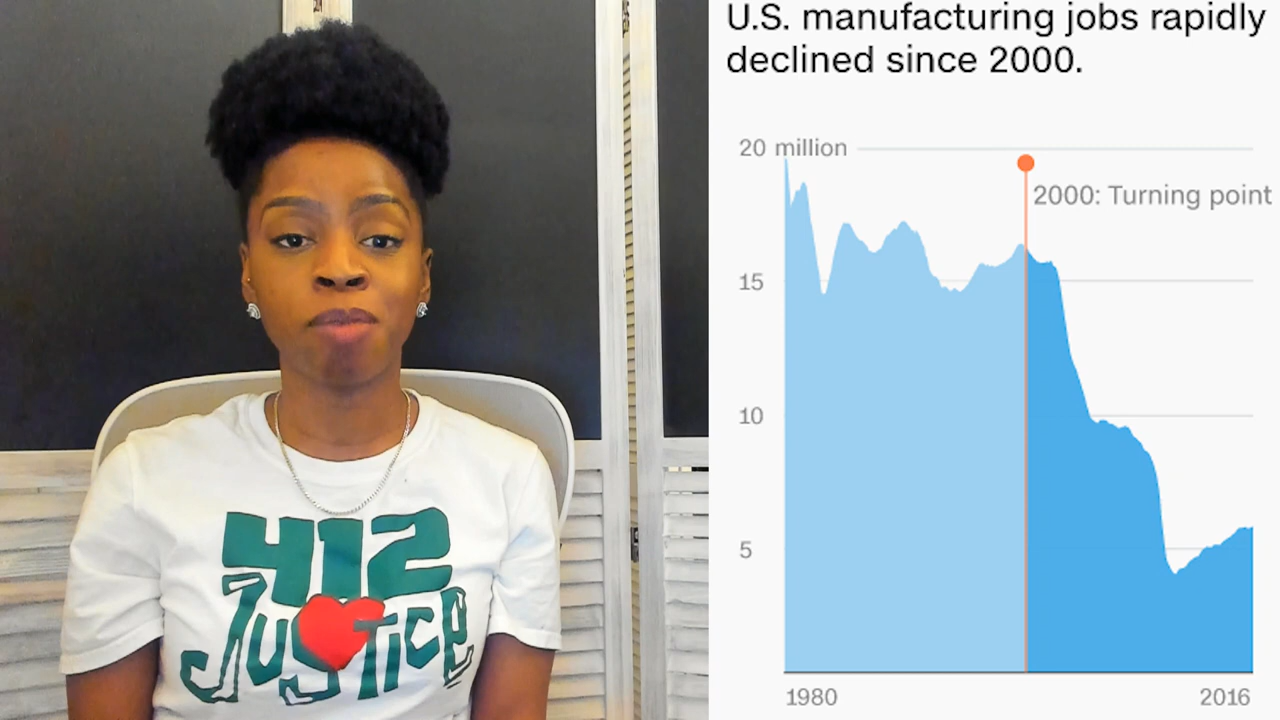 412
JUSTICE
U.S. manufacturing jobs rapidly
declined since 2000.
20 million
2000: Turning point
15
10
5
1980
2016